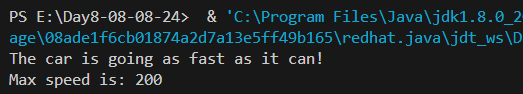 PS E:\Day8-08-08-24>  & 'C:\Program Files\Java\jdk1.8.0_2
age\08ade1f6cb01874a2d7a13e5ff49b165\redhat.java\jdt_ws\D
The car is going as fast as it can!
Max speed is: 200